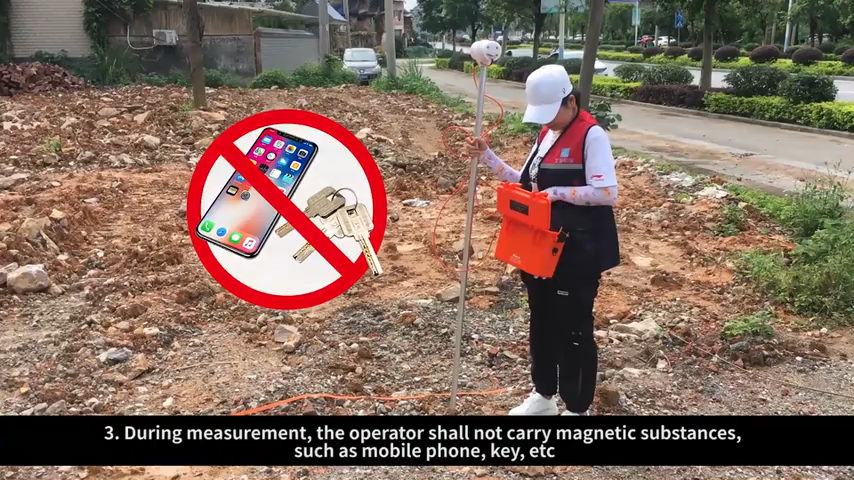 3. During measurement, the operator shall not carry magnetic substances,
such as mobile phone, key, etc